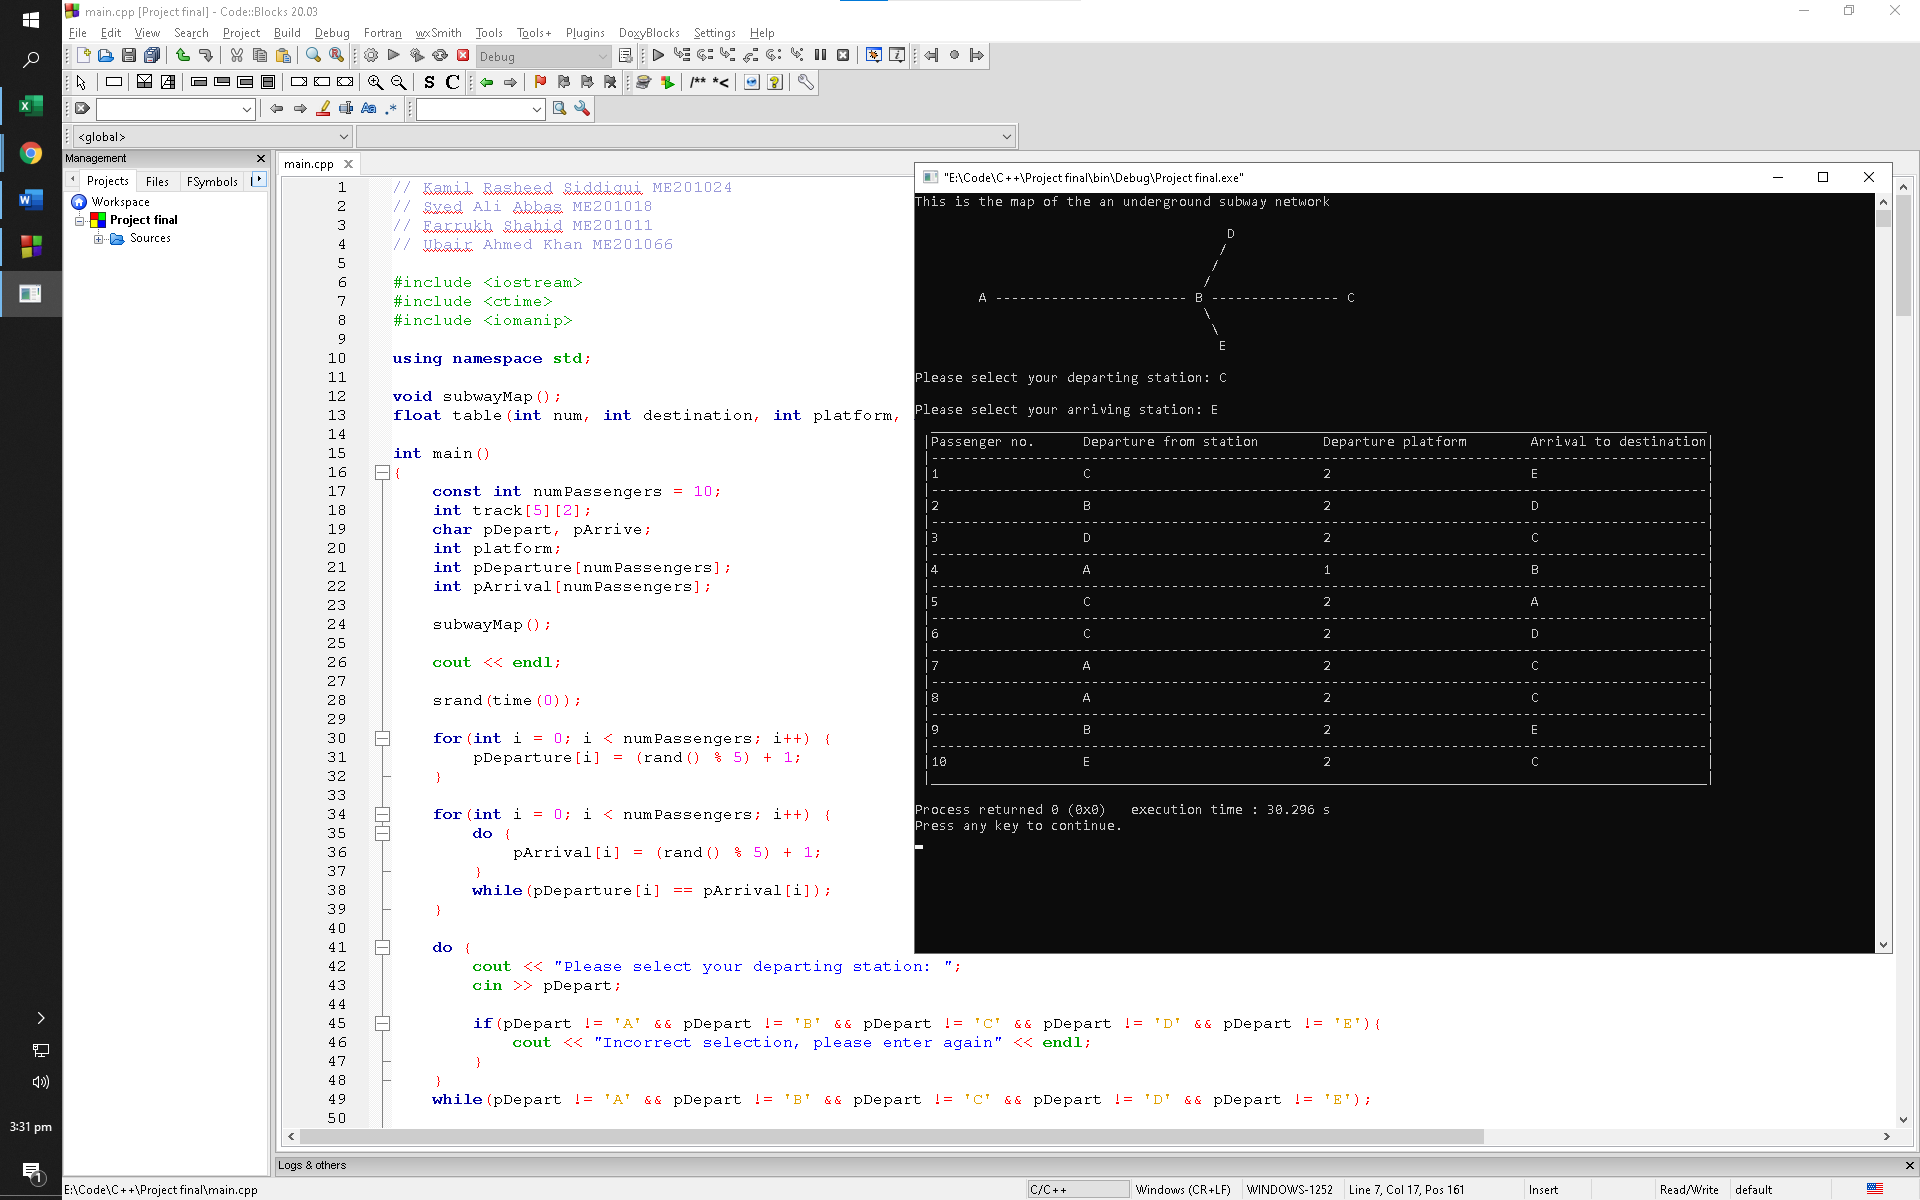 main.cpp [Project final] - Code::Blocks 20.03
File Edit View Search Project Build Debug Fortran wxSmith Tools Tools+ Plugins DoxyBlocks Settings Help
Debug
S C /** *<
Aa .*
<global>
Management
Projects Files FSymbols
Workspace
Project final
Sources
main.cpp
1 // Kamil Rasheed Siddiqui ME201024
2 // Syed Ali Abbas ME201018
3 // Farrukh Shahid ME201011
4 // Ubair Ahmed Khan ME201066
5
6 #include <iostream>
7 #include <ctime>
8 #include <iomanip>
9
10 using namespace std;
11
12 void subwayMap();
13 float table(int num, int destination, int platform,
14
15 int main()
16 {
17 const int numPassengers = 10;
18 int track[5][2];
19 char pDepart, pArrive;
20 int platform;
21 int pDeparture[numPassengers];
22 int pArrival[numPassengers];
23
24 subwayMap();
25
26 cout << endl;
27
28 srand(time(0));
29
30 for(int i = 0; i < numPassengers; i++) {
31 pDeparture[i] = (rand() % 5) + 1;
32 }
33
34 for(int i = 0; i < numPassengers; i++) {
35 do {
36 pArrival[i] = (rand() % 5) + 1;
37 }
38 while(pDeparture[i] == pArrival[i]);
39 }
40
41 do {
42 cout << "Please select your departing station: ";
43 cin >> pDepart;
44
45 if(pDepart != 'A' && pDepart != 'B' && pDepart != 'C' && pDepart != 'D' && pDepart != 'E'){
46 cout << "Incorrect selection, please enter again" << endl;
47 }
48 }
49 while(pDepart != 'A' && pDepart != 'B' && pDepart != 'C' && pDepart != 'D' && pDepart != 'E');
50
"E:\Code\C++\Project final\bin\Debug\Project final.exe"
This is the map of the an underground subway network
D
/
/
/
A ------------------------ B ---------------- C
\
\
E
Please select your departing station: C
Please select your arriving station: E
|Passenger no. Departure from station Departure platform Arrival to destination|
|1 C 2 E |
|2 B 2 D |
|3 D 2 C |
|4 A 1 B |
|5 C 2 A |
|6 C 2 D |
|7 A 2 C |
|8 A 2 C |
|9 B 2 E |
|10 E 2 C |
Process returned 0 (0x0) execution time : 30.296 s
Press any key to continue.
3:31 pm
1
Logs & others
E:\Code\C++\Project final\main.cpp C/C++ Windows (CR+LF) WINDOWS-1252 Line 7, Col 17, Pos 161 Insert Read/Write default